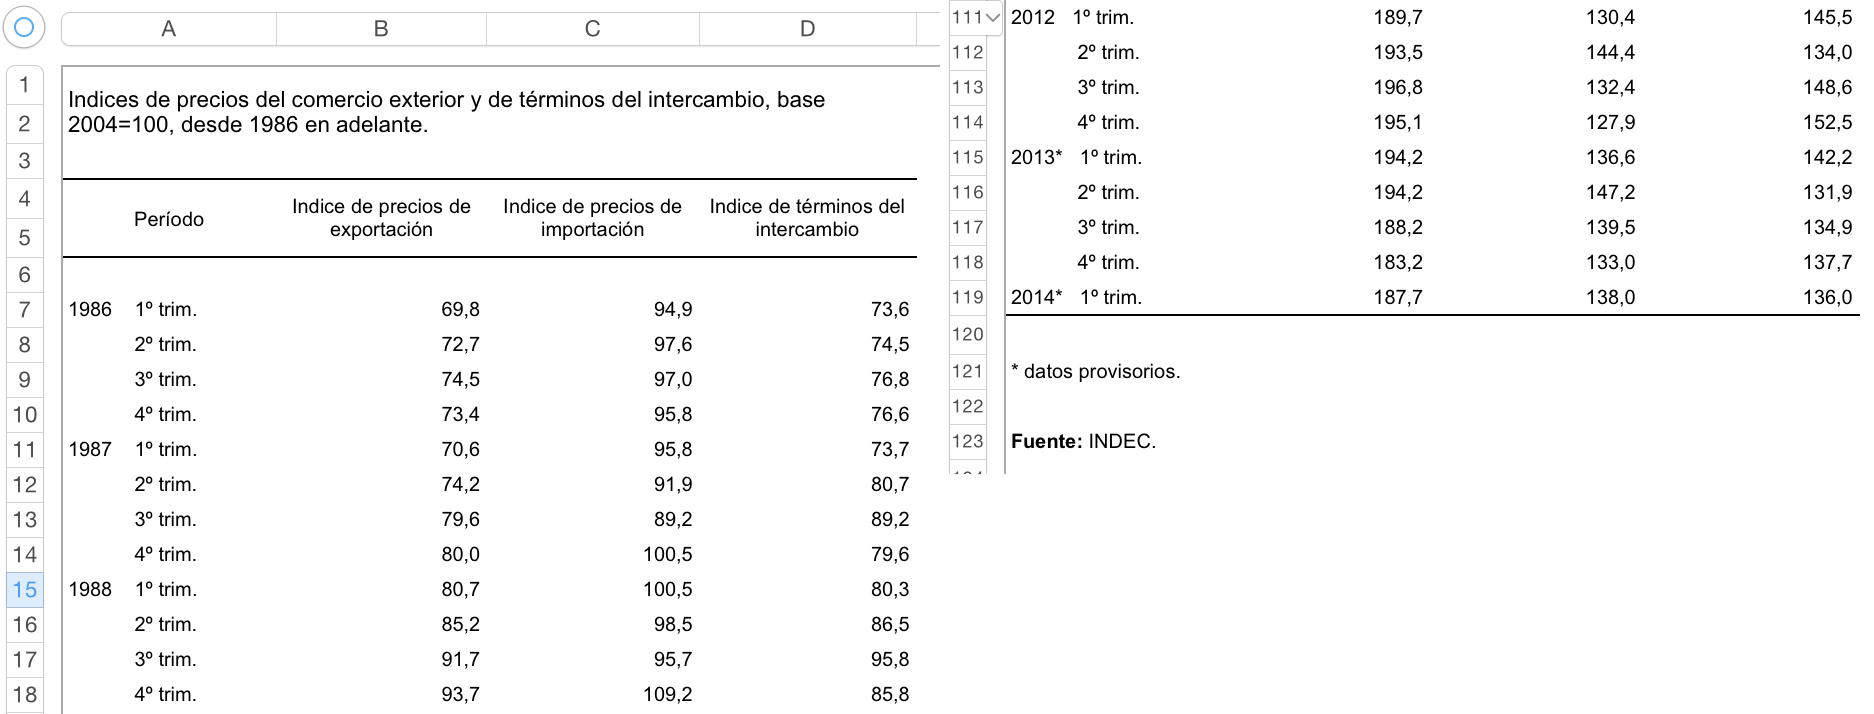 A B C D
1
Indices de precios del comercio exterior y de términos del intercambio, base
2 2004=100, desde 1986 en adelante.
3
4 Indice de precios de Indice de precios de Indice de términos del
Período
5 exportación importación intercambio
6
7 1986 1º trim. 69,8 94,9 73,6
8 2º trim. 72,7 97,6 74,5
9 3º trim. 74,5 97,0 76,8
10 4º trim. 73,4 95,8 76,6
11 1987 1º trim. 70,6 95,8 73,7
12 2º trim. 74,2 91,9 80,7
13 3º trim. 79,6 89,2 89,2
14 4º trim. 80,0 100,5 79,6
15 1988 1º trim. 80,7 100,5 80,3
16 2º trim. 85,2 98,5 86,5
17 3º trim. 91,7 95,7 95,8
18 4º trim. 93,7 109,2 85,8
111 2012 1º trim. 189,7 130,4 145,5
112 2º trim. 193,5 144,4 134,0
113 3º trim. 196,8 132,4 148,6
114 4º trim. 195,1 127,9 152,5
115 2013* 1º trim. 194,2 136,6 142,2
116 2º trim. 194,2 147,2 131,9
117 3º trim. 188,2 139,5 134,9
118 4º trim. 183,2 133,0 137,7
119 2014* 1º trim. 187,7 138,0 136,0
120
121 * datos provisorios.
122
123 Fuente: INDEC.